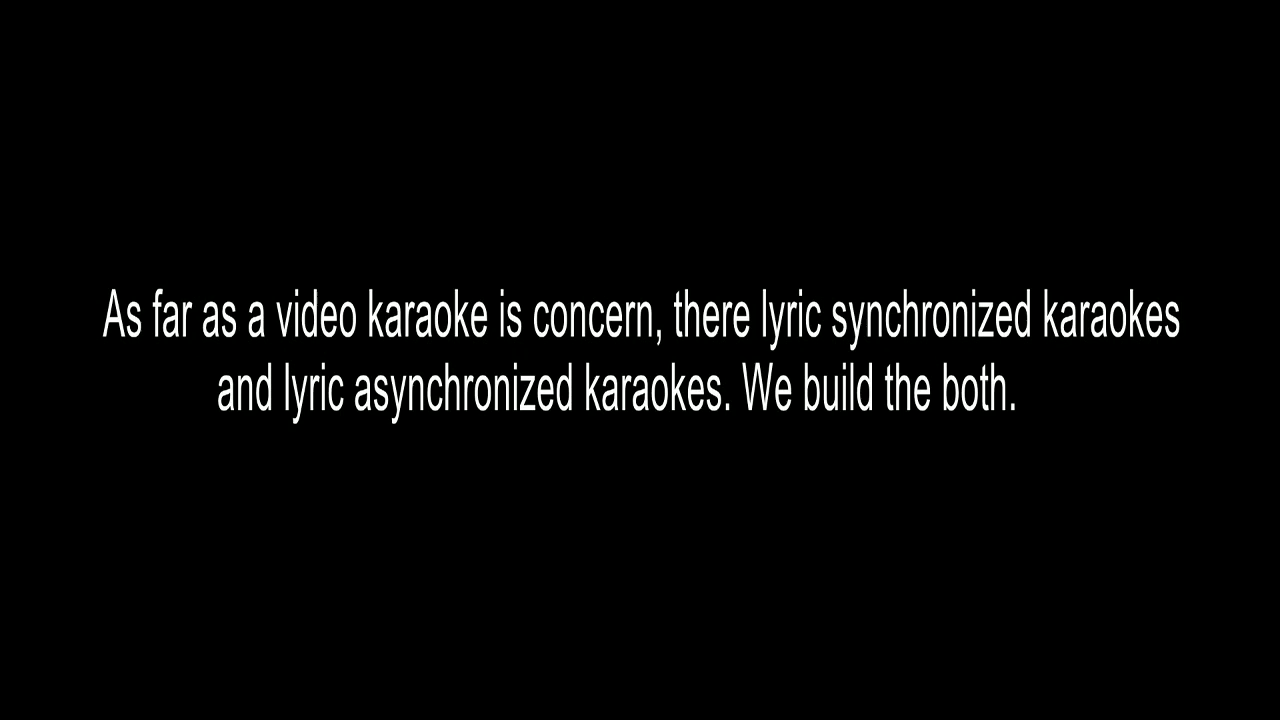 As far as a video karaoke is concern, there lyric synchronized karaokes
and lyric asynchronized karaokes. We build the both.